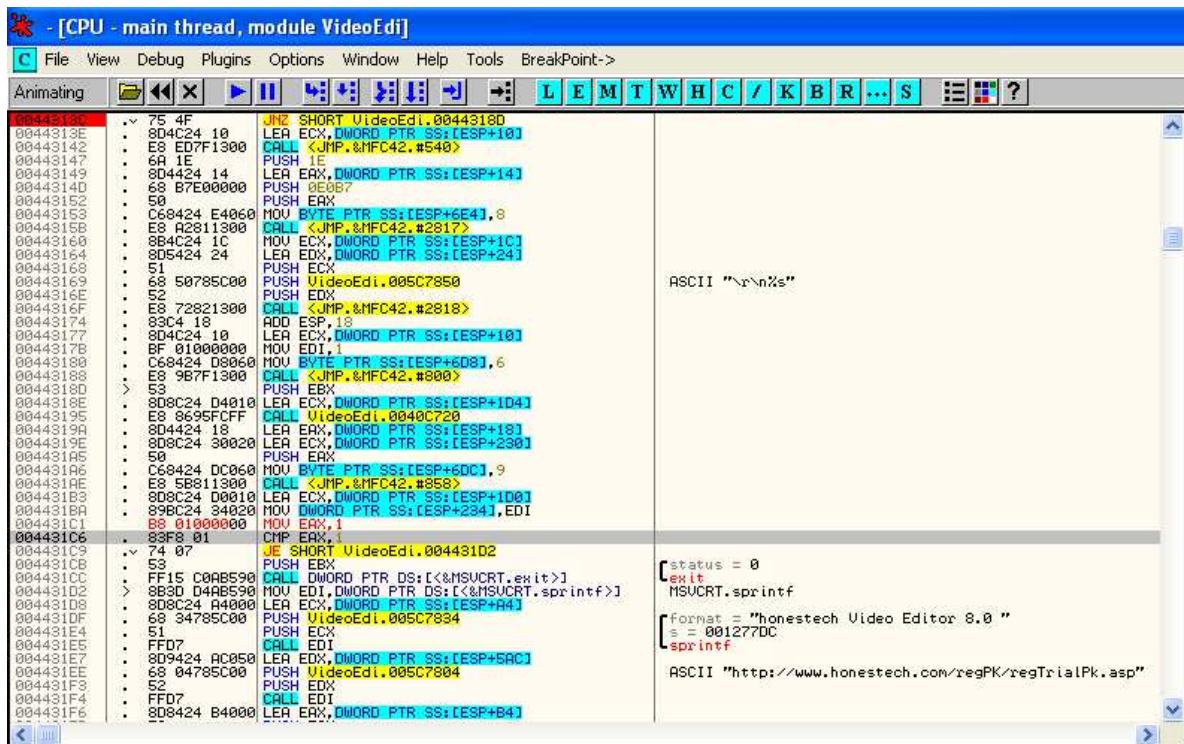 - [CPU - main thread, module VideoEdi]
C File View Debug Plugins Options Window Help Tools BreakPoint->
Animating L E M T W H C / K B R ... S ?
0044313C .v 75 4F JNZ SHORT VideoEdi.0044318D
0044313E . 8D4C24 10 LEA ECX,DWORD PTR SS:[ESP+10]
00443142 . E8 ED7F1300 CALL <JMP.&MFC42.#540>
00443147 . 6A 1E PUSH 1E
00443149 . 8D4424 14 LEA EAX,DWORD PTR SS:[ESP+14]
0044314D . 68 B7E00000 PUSH 0E0B7
00443152 . 50 PUSH EAX
00443153 . C68424 E4060 MOV BYTE PTR SS:[ESP+6E4],8
0044315B . E8 A2811300 CALL <JMP.&MFC42.#2817>
00443160 . 8B4C24 1C MOV ECX,DWORD PTR SS:[ESP+1C]
00443164 . 8D5424 24 LEA EDX,DWORD PTR SS:[ESP+24]
00443168 . 51 PUSH ECX
00443169 . 68 50785C00 PUSH VideoEdi.005C7850 ASCII "\r\n%s"
0044316E . 52 PUSH EDX
0044316F . E8 72821300 CALL <JMP.&MFC42.#2818>
00443174 . 83C4 18 ADD ESP,18
00443177 . 8D4C24 10 LEA ECX,DWORD PTR SS:[ESP+10]
0044317B . BF 01000000 MOV EDI,1
00443180 . C68424 D8060 MOV BYTE PTR SS:[ESP+6D8],6
00443188 . E8 9B7F1300 CALL <JMP.&MFC42.#800>
0044318D > 53 PUSH EBX
0044318E . 8D8C24 D4010 LEA ECX,DWORD PTR SS:[ESP+1D4]
00443195 . E8 8695FCFF CALL VideoEdi.0040C720
0044319A . 8D4424 18 LEA EAX,DWORD PTR SS:[ESP+18]
0044319E . 8D8C24 30020 LEA ECX,DWORD PTR SS:[ESP+230]
004431A5 . 50 PUSH EAX
004431A6 . C68424 DC060 MOV BYTE PTR SS:[ESP+6DC],9
004431AE . E8 5B811300 CALL <JMP.&MFC42.#858>
004431B3 . 8D8C24 D0010 LEA ECX,DWORD PTR SS:[ESP+1D0]
004431BA . 89BC24 34020 MOV DWORD PTR SS:[ESP+234],EDI
004431C1 B8 01000000 MOV EAX,1
004431C6 . 83F8 01 CMP EAX,1
004431C9 .v 74 07 JE SHORT VideoEdi.004431D2
004431CB . 53 PUSH EBX status = 0
004431CC . FF15 C0AB590 CALL DWORD PTR DS:[<&MSVCRT.exit>] exit
004431D2 > 8B3D D4AB590 MOV EDI,DWORD PTR DS:[<&MSVCRT.sprintf>] MSVCRT.sprintf
004431D8 . 8D8C24 A4000 LEA ECX,DWORD PTR SS:[ESP+A4]
004431DF . 68 34785C00 PUSH VideoEdi.005C7834 format = "honestech Video Editor 8.0 "
004431E4 . 51 PUSH ECX s = 001277DC
004431E5 . FFD7 CALL EDI sprintf
004431E7 . 8D9424 AC050 LEA EDX,DWORD PTR SS:[ESP+5AC]
004431EE . 68 04785C00 PUSH VideoEdi.005C7804 ASCII "http://www.honestech.com/regPK/regTrialPk.asp"
004431F3 . 52 PUSH EDX
004431F4 . FFD7 CALL EDI
004431F6 . 8D8424 B4000 LEA EAX,DWORD PTR SS:[ESP+B4]